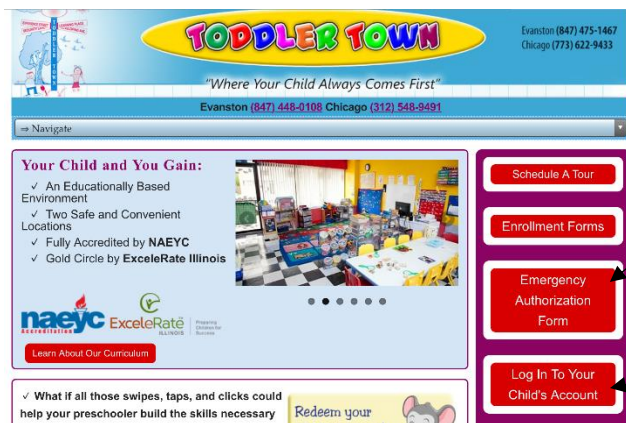 TODDLER TOWN
Evanston (847) 475-1467
Chicago (773) 622-9433
"Where Your Child Always Comes First"
Evanston (847) 448-0108 Chicago (312) 548-9491
⇒ Navigate
Your Child and You Gain:
✓ An Educationally Based
Environment
✓ Two Safe and Convenient
Locations
✓ Fully Accredited by NAEYC
✓ Gold Circle by ExceleRate Illinois
naeyc
Accreditation
ExceleRate
ILLINOIS
Preparing
Children for
Success
Learn About Our Curriculum
✓ What if all those swipes, taps, and clicks could
help your preschooler build the skills necessary
Redeem your
Schedule A Tour
Enrollment Forms
Emergency
Authorization
Form
Log In To Your
Child's Account